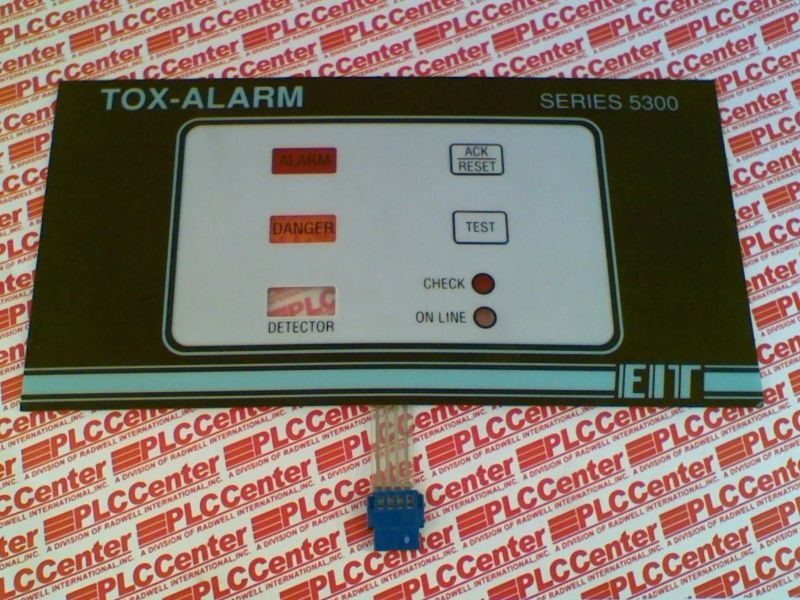 TOX-ALARM
SERIES 5300
ALARM
ACK
RESET
DANGER
TEST
CHECK
DETECTOR
ON LINE
EIT
PLCCenter
A DIVISION OF RADWELL INTERNATIONAL, INC.